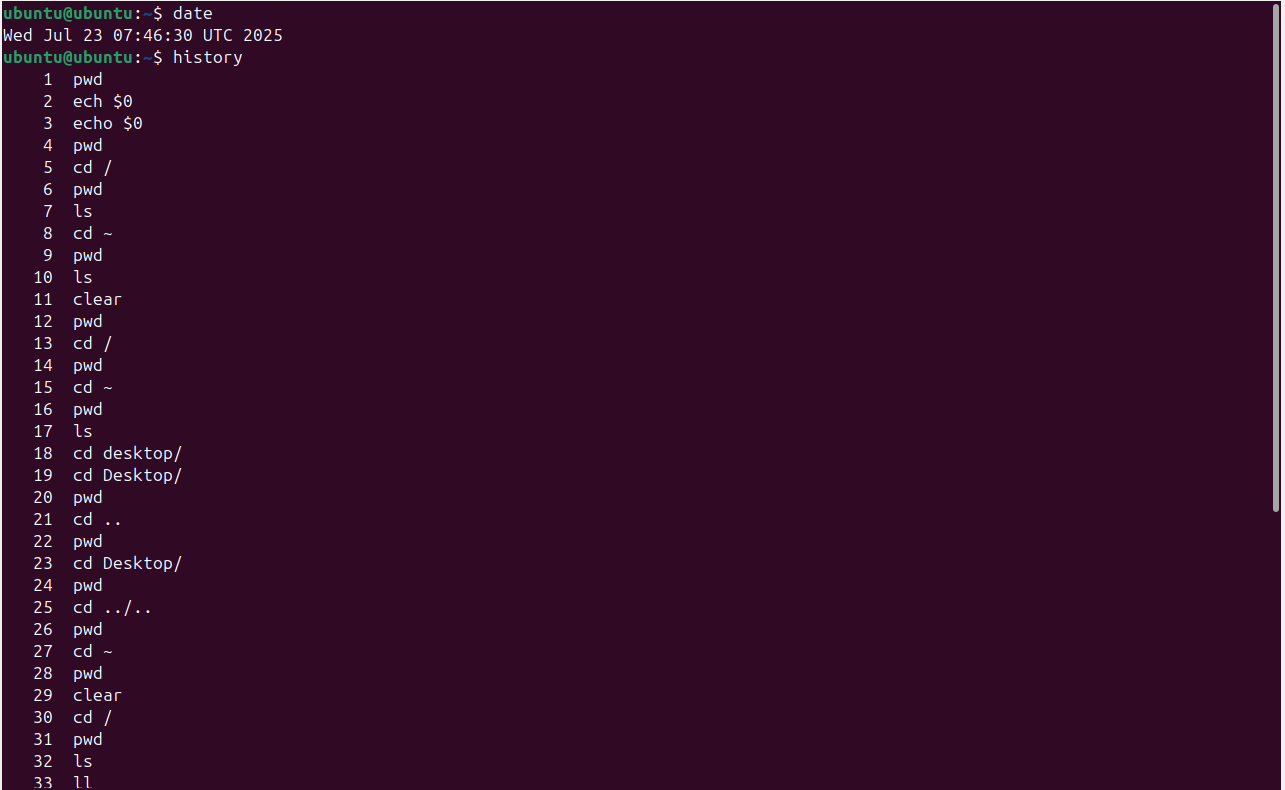 ubuntu@ubuntu:~$ date
Wed Jul 23 07:46:30 UTC 2025
ubuntu@ubuntu:~$ history
    1  pwd
    2  ech $0
    3  echo $0
    4  pwd
    5  cd /
    6  pwd
    7  ls
    8  cd ~
    9  pwd
   10  ls
   11  clear
   12  pwd
   13  cd /
   14  pwd
   15  cd ~
   16  pwd
   17  ls
   18  cd desktop/
   19  cd Desktop/
   20  pwd
   21  cd ..
   22  pwd
   23  cd Desktop/
   24  pwd
   25  cd ../..
   26  pwd
   27  cd ~
   28  pwd
   29  clear
   30  cd /
   31  pwd
   32  ls
   33  ll